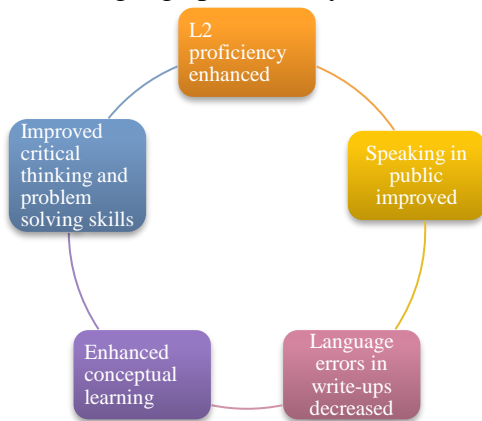 L2
proficiency
enhanced
Speaking in
public
improved
Language
errors in
write-ups
decreased
Enhanced
conceptual
learning
Improved
critical
thinking and
problem
solving skills